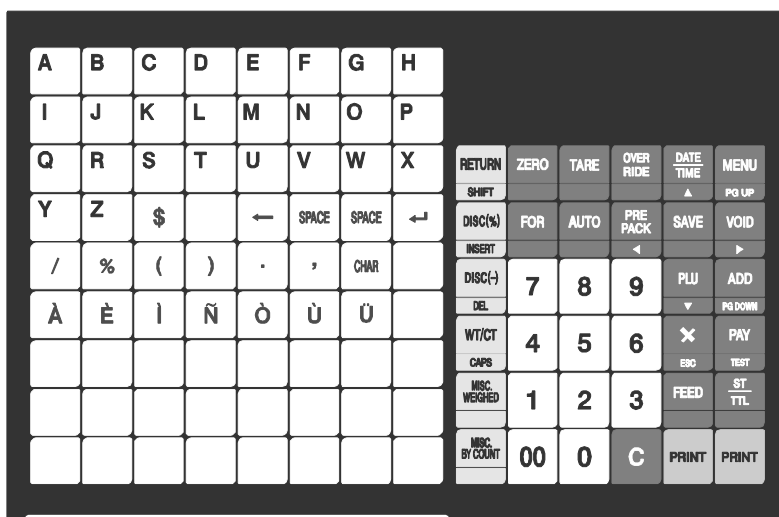 A B C D E F G H
I J K L M N O P
Q R S T U V W X
Y Z $ ← SPACE SPACE ↵
/ % ( ) · , CHAR
À È Ì Ñ Ò Ù Ü
RETURN ZERO TARE OVER RIDE DATE TIME MENU
SHIFT ▲ PG UP
DISC(%) FOR AUTO PRE PACK SAVE VOID
INSERT ◀ ▶
DISC(-) 7 8 9 PLU ADD
DEL ▼ PG DOWN
WT/CT 4 5 6 × PAY
CAPS ESC TEST
MISC. WEIGHED 1 2 3 FEED ST TTL
MISC. BY COUNT 00 0 C PRINT PRINT